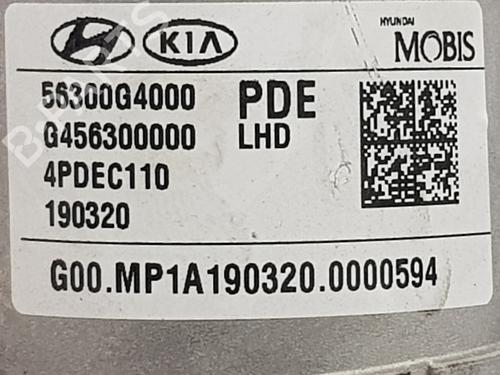 KIA
HYUNDAI
MOBIS
56300G4000 PDE
G456300000 LHD
4PDEC110
190320
G00.MP1A190320.0000594